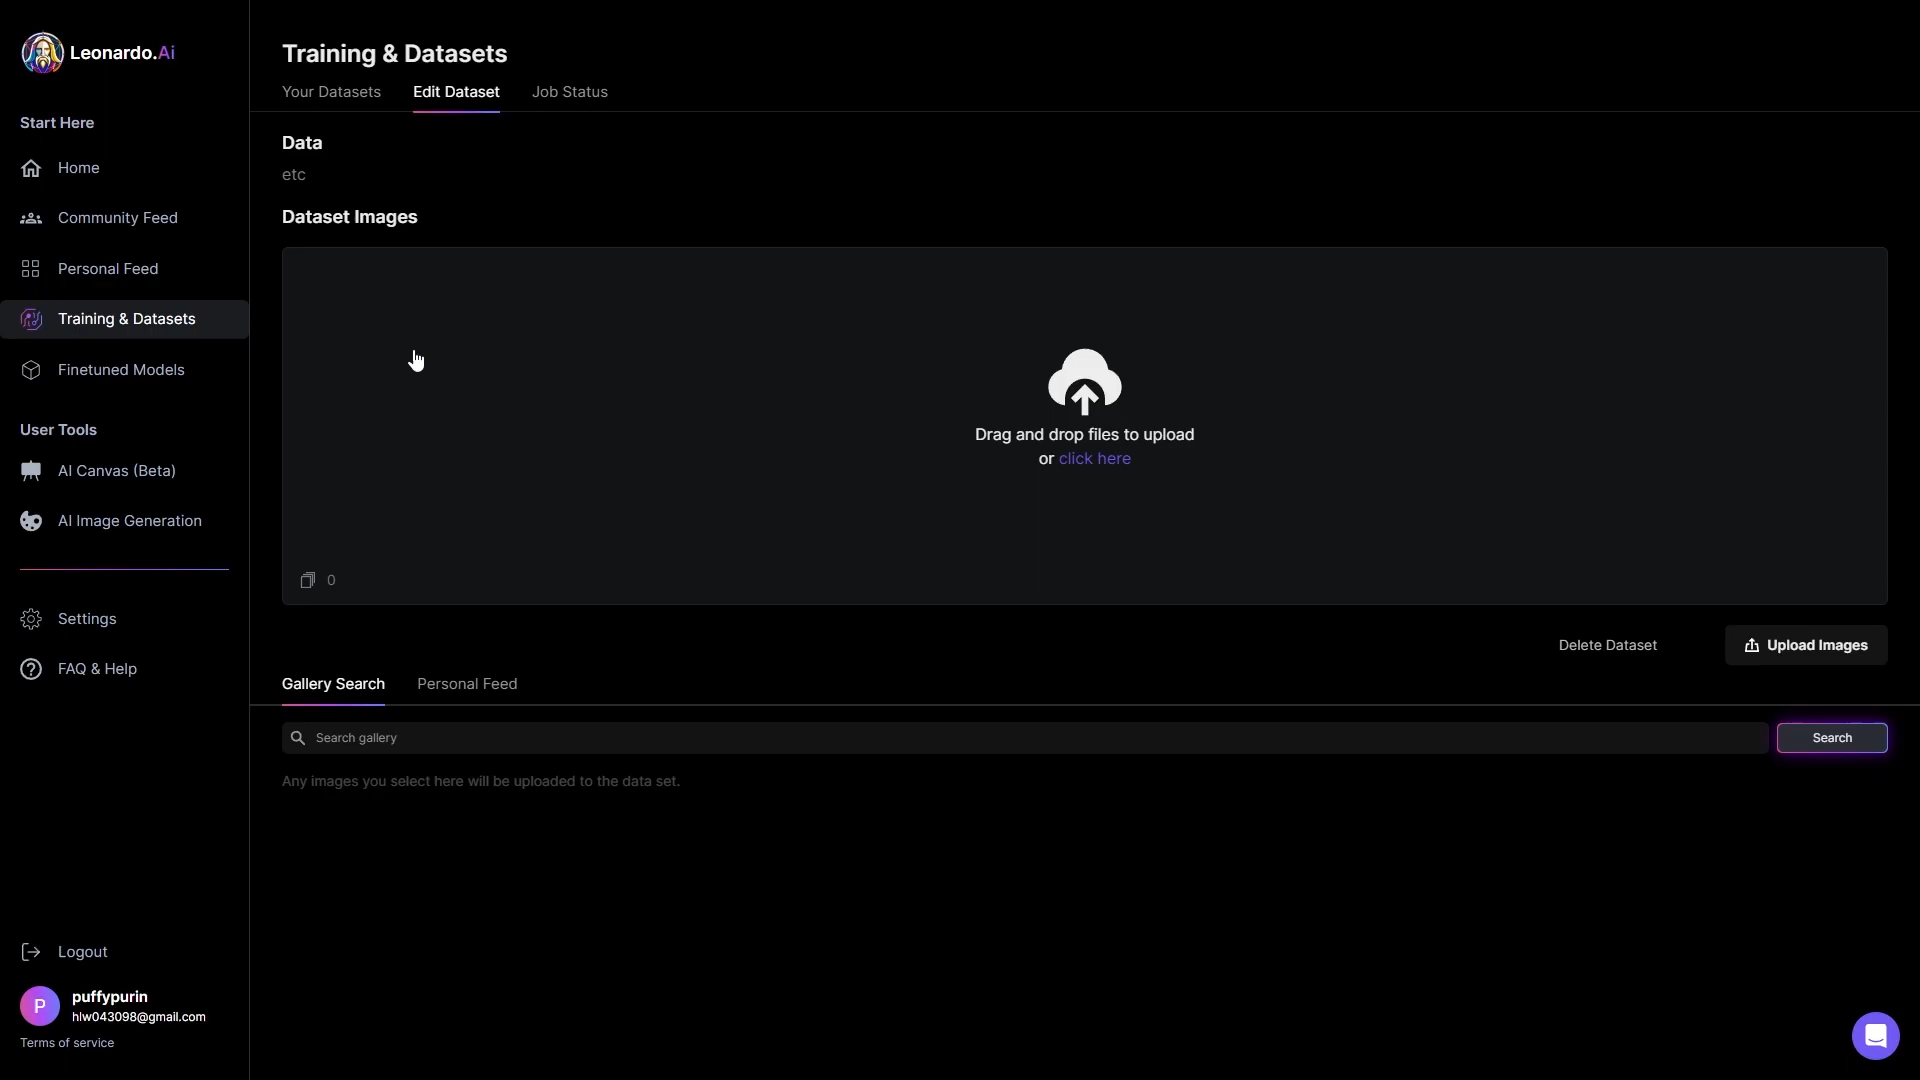 Leonardo.Ai
Start Here
Home
Community Feed
Personal Feed
Training & Datasets
Finetuned Models
User Tools
AI Canvas (Beta)
AI Image Generation
Settings
FAQ & Help
Logout
P
puffypurin
hlw043098@gmail.com
Terms of service
Training & Datasets
Your Datasets Edit Dataset Job Status
Data
etc
Dataset Images
Drag and drop files to upload
or click here
0
Delete Dataset Upload Images
Gallery Search Personal Feed
Search gallery Search
Any images you select here will be uploaded to the data set.